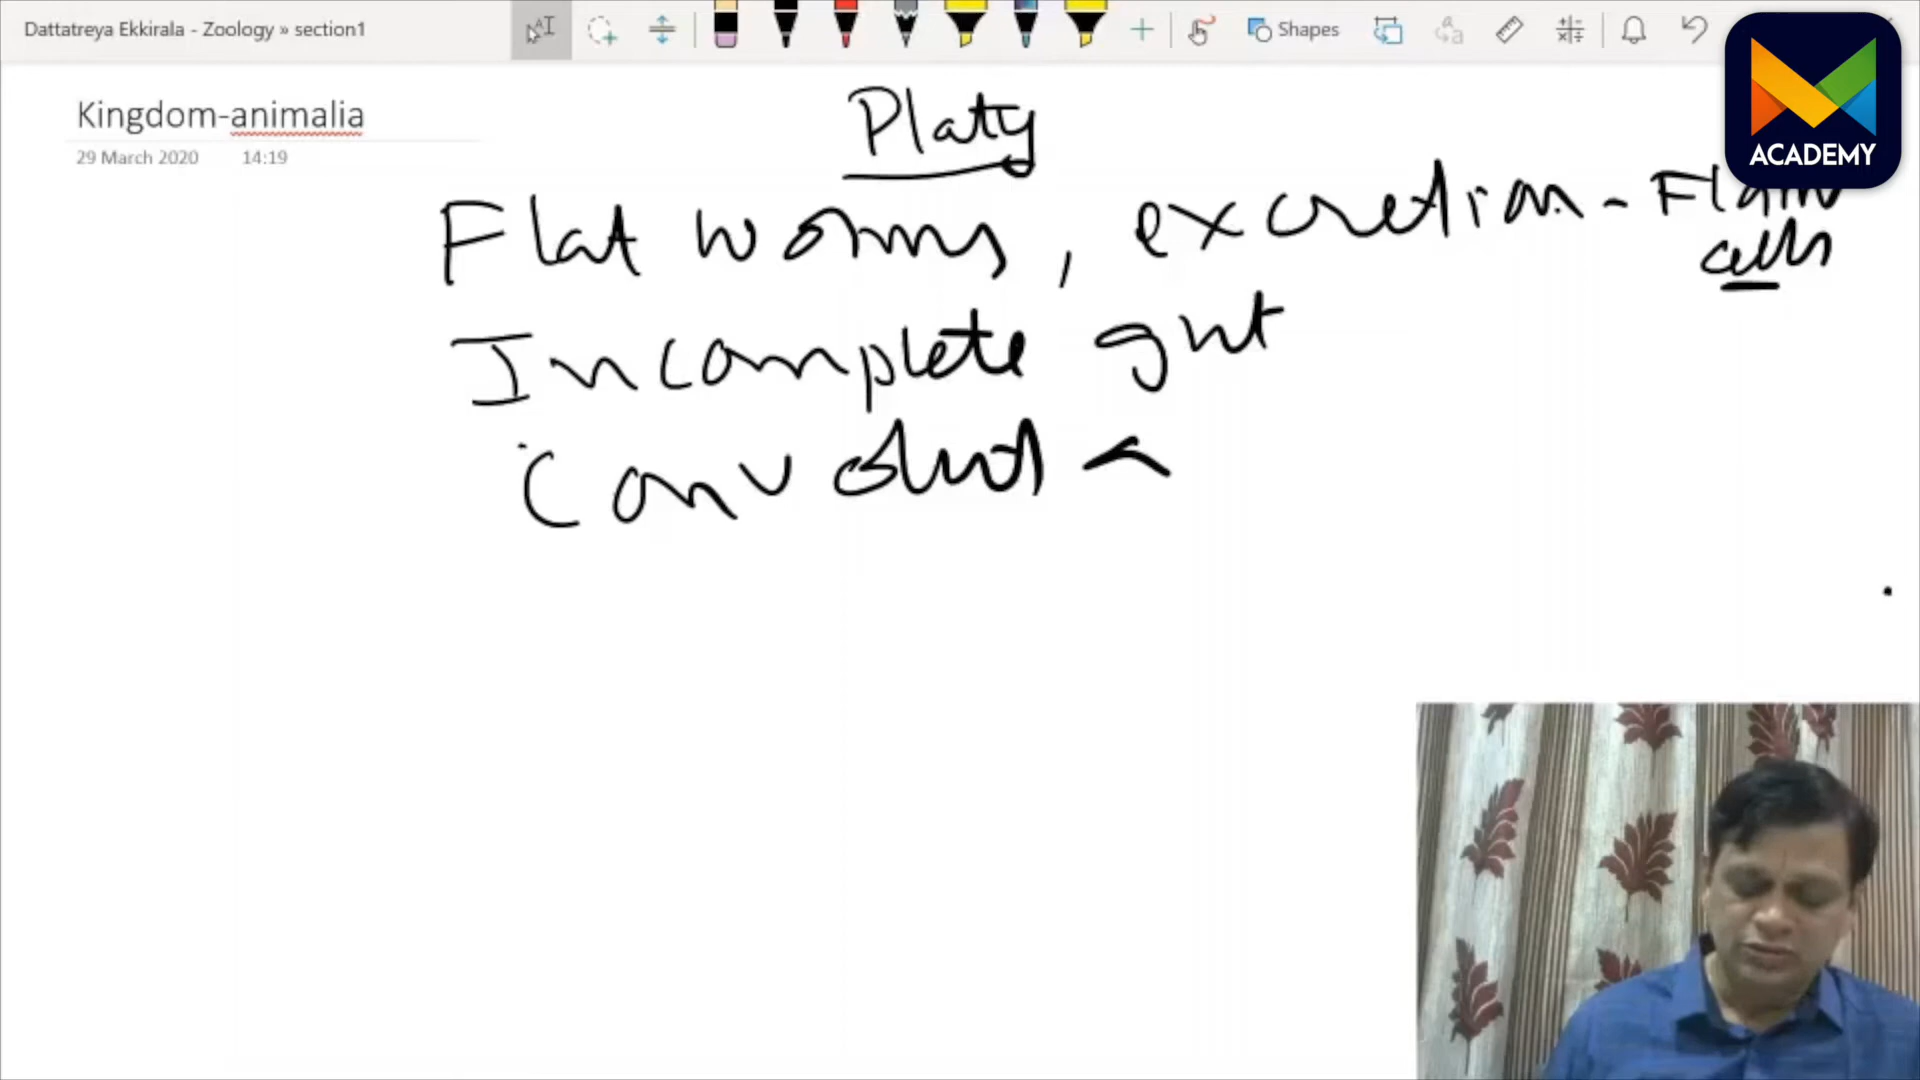 Dattatreya Ekkirala - Zoology » section1
Shapes
ACADEMY
Kingdom-animalia
29 March 2020 14:19
Platy
Flat worms, excretion - Flame
cells
Incomplete gut
Convoluta